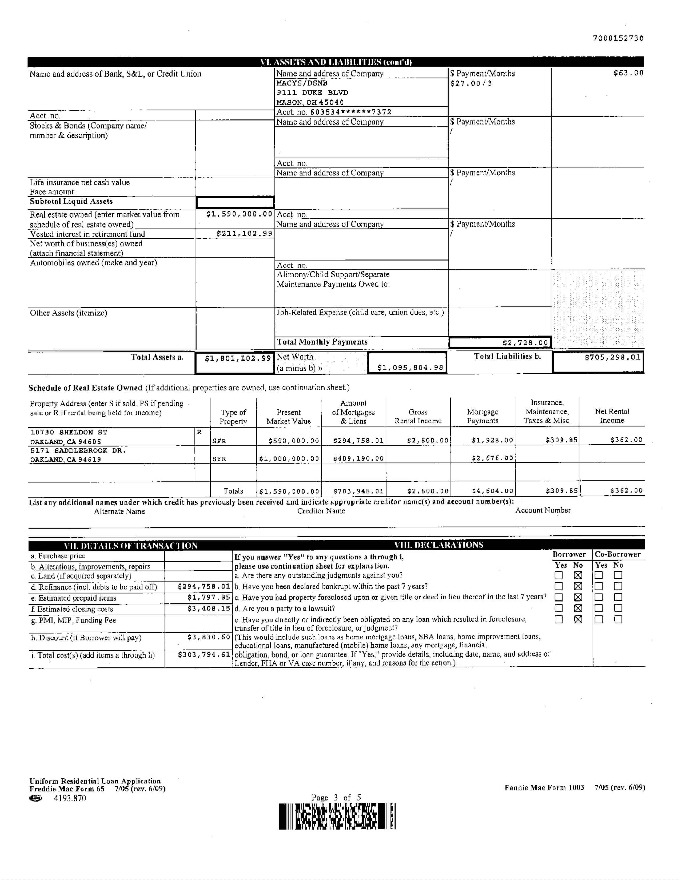 7000152730
VI. ASSETS AND LIABILITIES (cont'd)
Name and address of Bank, S&L, or Credit Union
Name and address of Company
$ Payment/Months
$63.00
MACYS/DSNB
$27.00/3
9111 DUKE BLVD
MASON, OH 45040
Acct. no. 603534******7372
Acct. no.
Stocks & Bonds (Company name/
number & description)
Name and address of Company
$ Payment/Months
/
Acct. no.
Name and address of Company
$ Payment/Months
/
Life insurance net cash value
Face amount
Subtotal Liquid Assets
Real estate owned (enter market value from
schedule of real estate owned)
$1,590,000.00
Acct. no.
Name and address of Company
$ Payment/Months
/
Vested interest in retirement fund
$211,102.99
Net worth of business(es) owned
(attach financial statement)
Automobiles owned (make and year)
Acct. no.
Alimony/Child Support/Separate
Maintenance Payments Owed to:
Other Assets (itemize)
Job-Related Expense (child care, union dues, etc.)
Total Monthly Payments
$2,728.00
Total Assets a.
$1,801,102.99
Net Worth
(a minus b) »
$1,095,804.98
Total Liabilities b.
$705,298.01
Schedule of Real Estate Owned (If additional properties are owned, use continuation sheet.)
Property Address (enter S if sold, PS if pending
sale or R if rental being held for income)
Type of
Property
Present
Market Value
Amount
of Mortgages
& Liens
Gross
Rental Income
Mortgage
Payments
Insurance,
Maintenance,
Taxes & Misc
Net Rental
Income
10730 SHELDON ST
OAKLAND, CA 94605
R
SFR
$590,000.00
$294,758.01
$2,600.00
$1,928.00
$309.85
$362.00
5171 SADDLEBROOK DR.
OAKLAND, CA 94619
SFR
$1,000,000.00
$409,190.00
$2,676.00
Totals
$1,590,000.00
$703,948.01
$2,600.00
$4,604.00
$309.85
$362.00
List any additional names under which credit has previously been received and indicate appropriate creditor name(s) and account number(s):
Alternate Name
Creditor Name
Account Number
VII. DETAILS OF TRANSACTION
VIII. DECLARATIONS
a. Purchase price
b. Alterations, improvements, repairs
c. Land (if acquired separately)
d. Refinance (incl. debts to be paid off)
$294,758.01
e. Estimated prepaid items
$1,797.85
f. Estimated closing costs
$3,408.15
g. PMI, MIP, Funding Fee
h. Discount (if Borrower will pay)
$3,830.60
i. Total cost(s) (add items a through h)
$303,794.61
If you answer "Yes" to any questions a through i,
please use continuation sheet for explanation.
Borrower
Co-Borrower
Yes No
Yes No
a. Are there any outstanding judgments against you?
b. Have you been declared bankrupt within the past 7 years?
c. Have you had property foreclosed upon or given title or deed in lieu thereof in the last 7 years?
d. Are you a party to a lawsuit?
e. Have you directly or indirectly been obligated on any loan which resulted in foreclosure,
transfer of title in lieu of foreclosure, or judgment?
(This would include such loans as home mortgage loans, SBA loans, home improvement loans,
educational loans, manufactured (mobile) home loans, any mortgage, financial
obligation, bond, or loan guarantee. If "Yes," provide details, including date, name, and address of
Lender, FHA or VA case number, if any, and reasons for the action.)
Uniform Residential Loan Application
Freddie Mac Form 65 7/05 (rev. 6/09)
4193.870
Page 3 of 5
Fannie Mae Form 1003 7/05 (rev. 6/09)